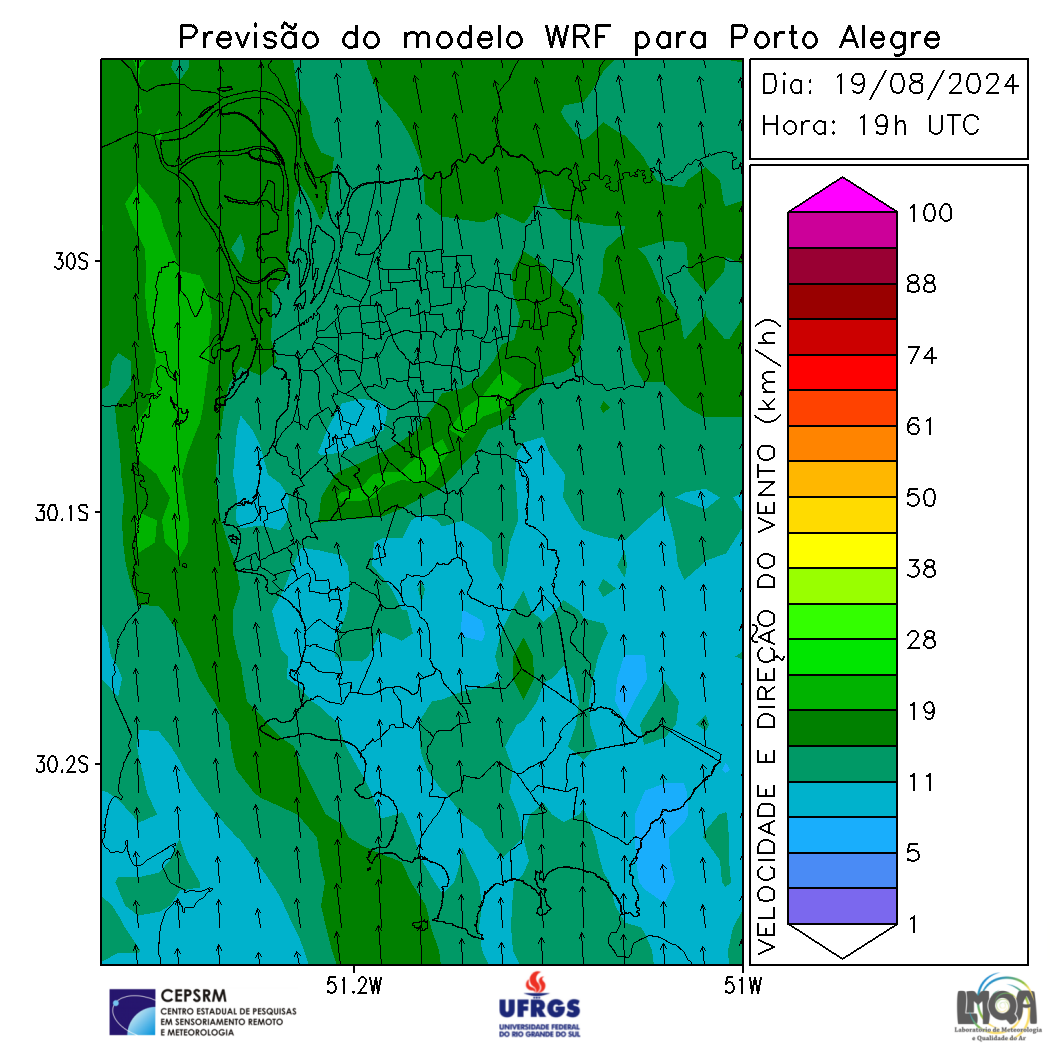 Previsão do modelo WRF para Porto Alegre
Dia: 19/08/2024
Hora: 19h UTC
30S
30.1S
30.2S
51.2W
51W
VELOCIDADE E DIREÇÃO DO VENTO (km/h)
100
88
74
61
50
38
28
19
11
5
1
CEPSRM
CENTRO ESTADUAL DE PESQUISAS
EM SENSORIAMENTO REMOTO
E METEOROLOGIA
UFRGS
UNIVERSIDADE FEDERAL
DO RIO GRANDE DO SUL
LMQA
Laboratório de Meteorologia
e Qualidade do Ar